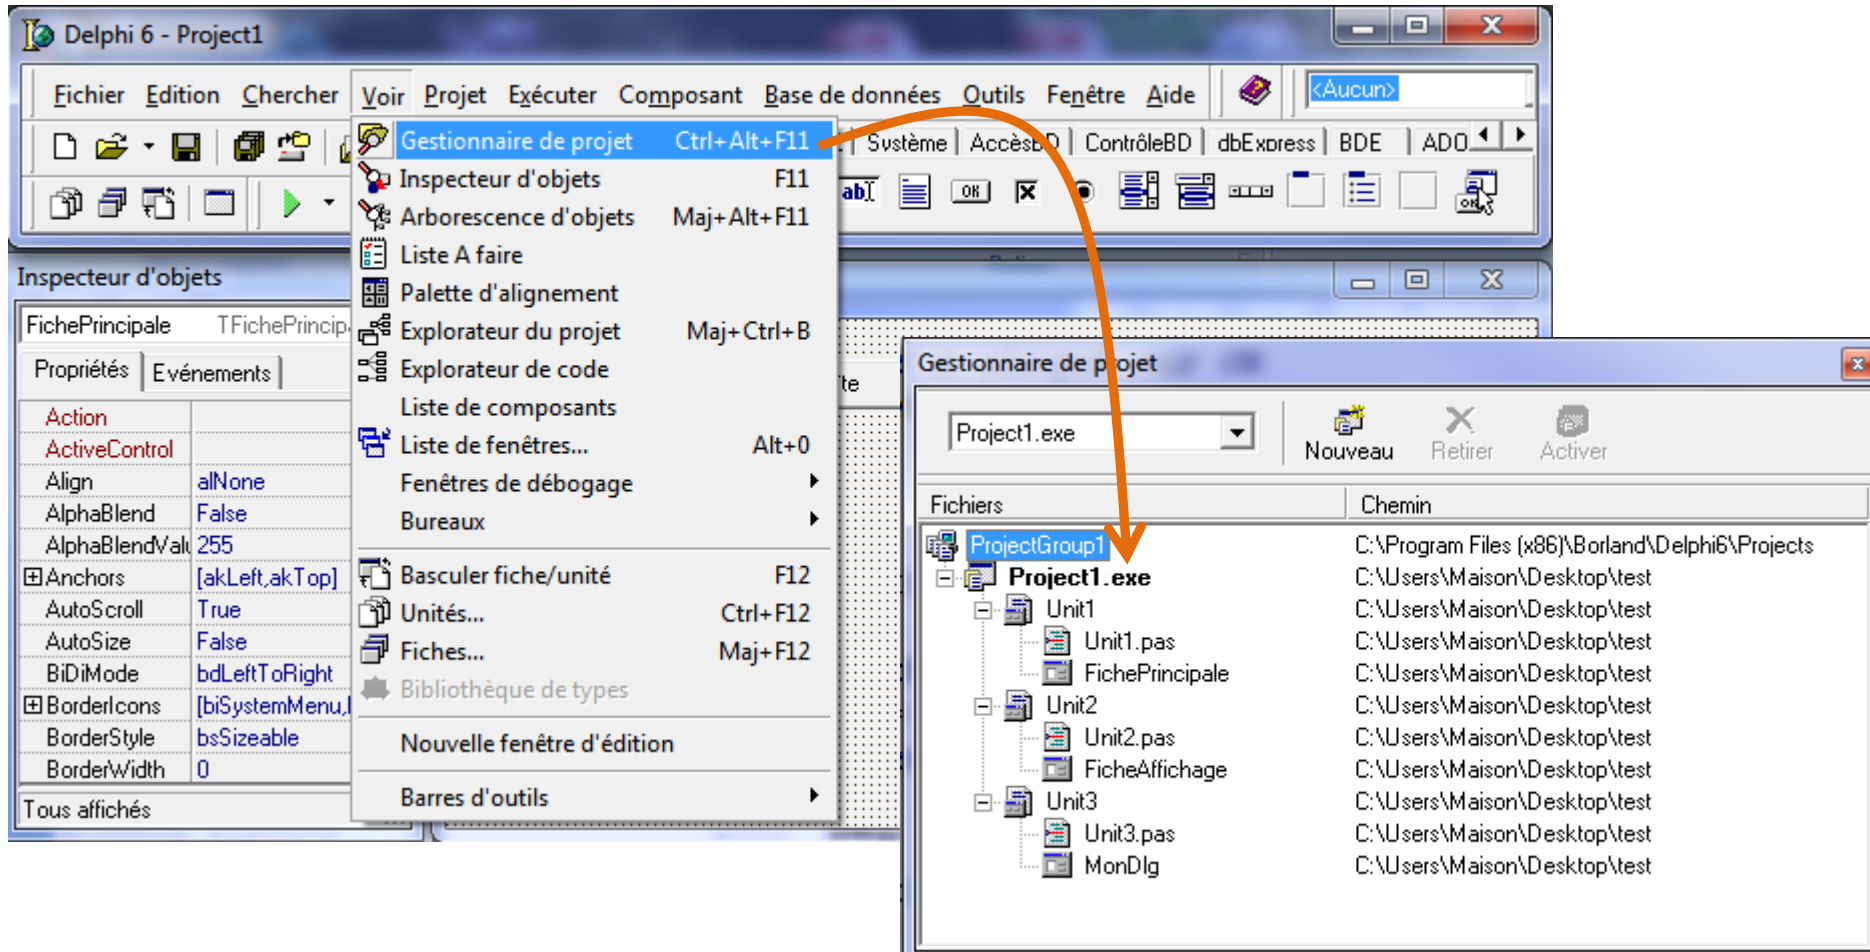 Delphi 6 - Project1
Fichier Edition Chercher Voir Projet Exécuter Composant Base de données Outils Fenêtre Aide <Aucun>
Système AccèsBD ContrôleBD dbExpress BDE ADO
Gestionnaire de projet Ctrl+Alt+F11
Inspecteur d'objets F11
Arborescence d'objets Maj+Alt+F11
Liste A faire
Palette d'alignement
Explorateur du projet Maj+Ctrl+B
Explorateur de code
Liste de composants
Liste de fenêtres... Alt+0
Fenêtres de débogage
Bureaux
Basculer fiche/unité F12
Unités... Ctrl+F12
Fiches... Maj+F12
Bibliothèque de types
Nouvelle fenêtre d'édition
Barres d'outils
Inspecteur d'objets
FichePrincipale
Propriétés Evénements
Action
ActiveControl
Align alNone
AlphaBlend False
255
Anchors [akLeft,akTop]
AutoScroll True
AutoSize False
BiDiMode bdLeftToRight
BorderIcons [biSystemMenu,
BorderStyle bsSizeable
BorderWidth 0
Tous affichés
Gestionnaire de projet
Project1.exe Nouveau Retirer Activer
Fichiers Chemin
ProjectGroup1 C:\Program Files (x86)\Borland\Delphi6\Projects
Project1.exe C:\Users\Maison\Desktop\test
Unit1 C:\Users\Maison\Desktop\test
Unit1.pas C:\Users\Maison\Desktop\test
FichePrincipale C:\Users\Maison\Desktop\test
Unit2 C:\Users\Maison\Desktop\test
Unit2.pas C:\Users\Maison\Desktop\test
FicheAffichage C:\Users\Maison\Desktop\test
Unit3 C:\Users\Maison\Desktop\test
Unit3.pas C:\Users\Maison\Desktop\test
MonDlg C:\Users\Maison\Desktop\test